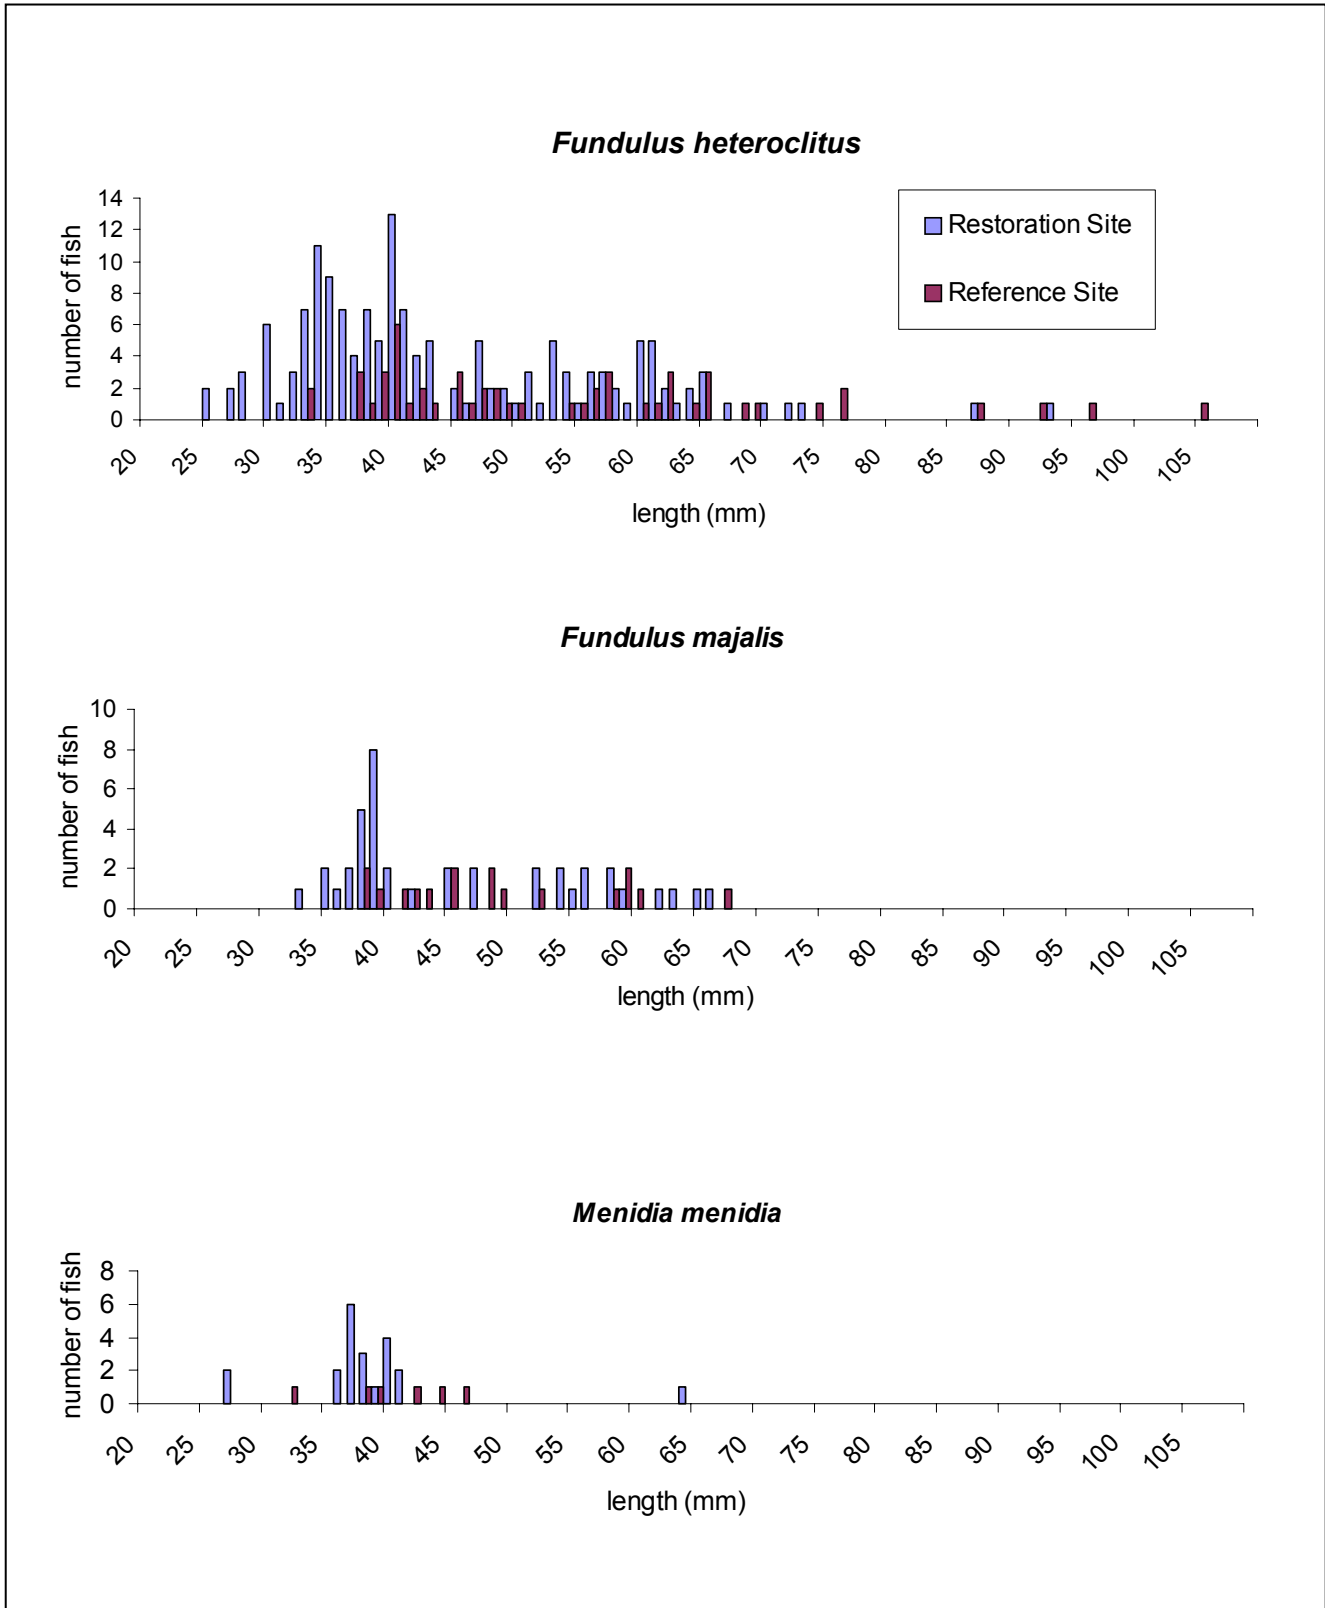 Fundulus heteroclitus
14
12
10
8
6
4
2
0
number of fish
Restoration Site
Reference Site
20 25 30 35 40 45 50 55 60 65 70 75 80 85 90 95 100 105
length (mm)
Fundulus majalis
10
8
6
4
2
0
number of fish
20 25 30 35 40 45 50 55 60 65 70 75 80 85 90 95 100 105
length (mm)
Menidia menidia
8
6
4
2
0
number of fish
20 25 30 35 40 45 50 55 60 65 70 75 80 85 90 95 100 105
length (mm)